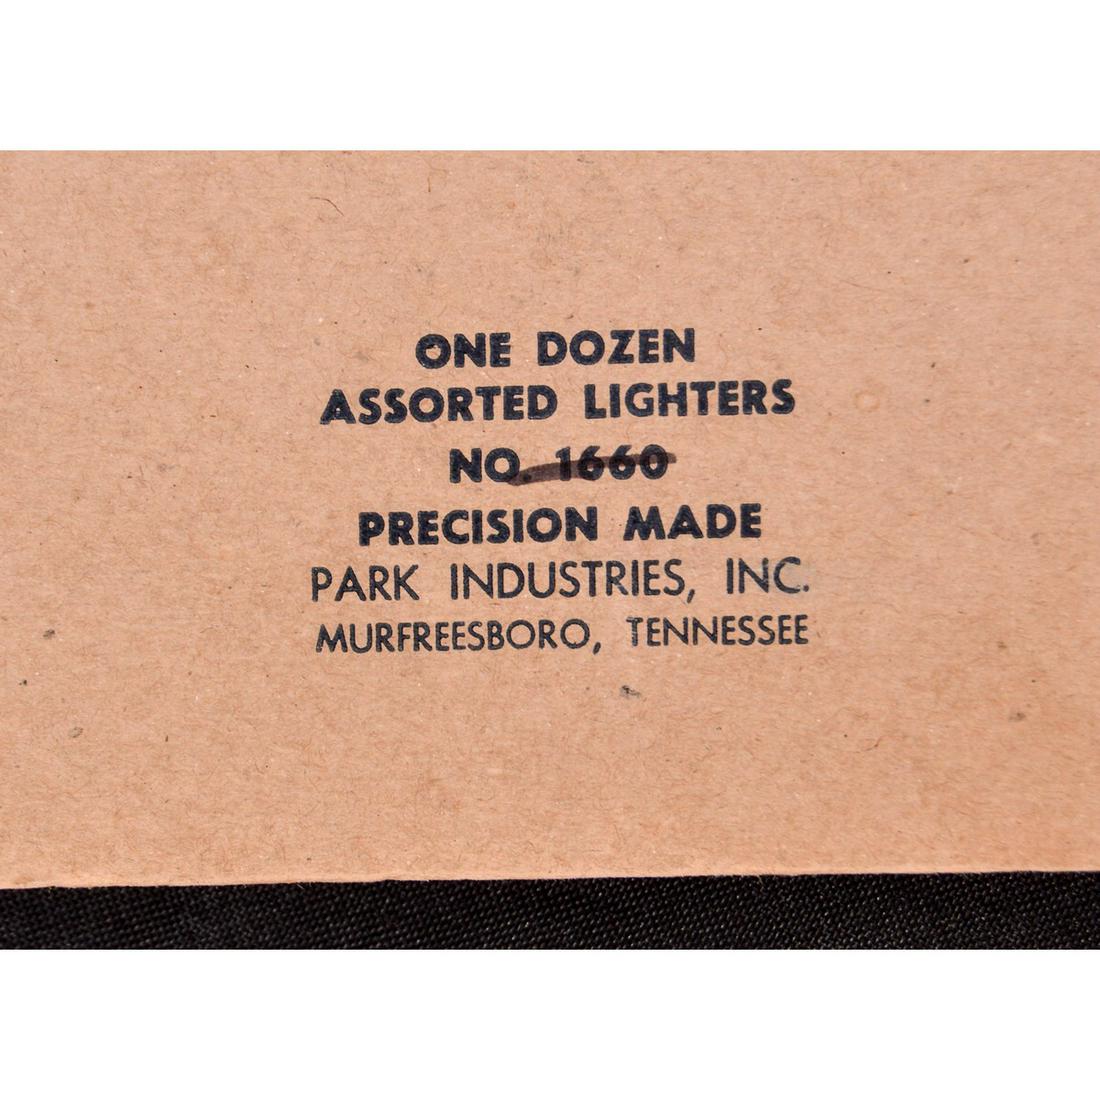 ONE DOZEN
ASSORTED LIGHTERS
NO. 1660
PRECISION MADE
PARK INDUSTRIES, INC.
MURFREESBORO, TENNESSEE